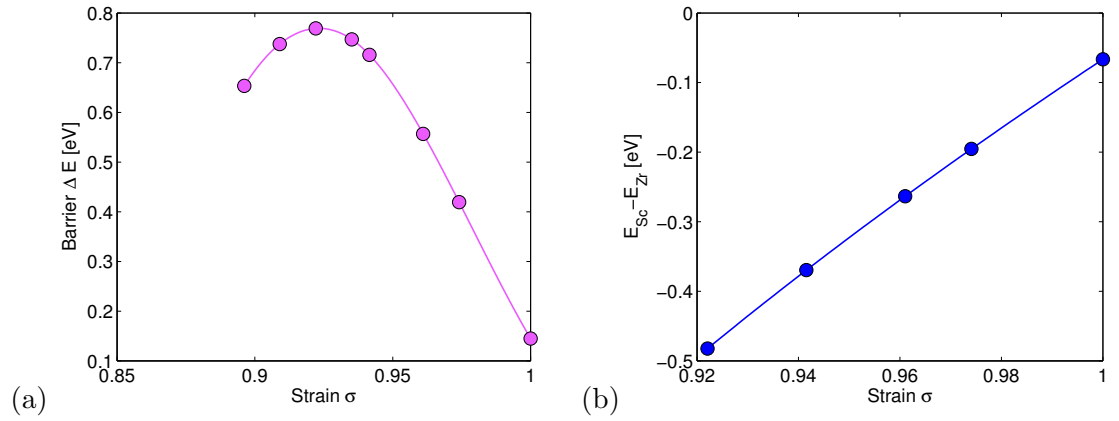 0.8
0.7
0.6
0.5
0.4
0.3
0.2
0.1
Barrier Δ E [eV]
0.85 0.9 0.95 1
Strain σ
(a)
0
−0.1
−0.2
−0.3
−0.4
−0.5
E_Sc−E_Zr [eV]
0.92 0.94 0.96 0.98 1
Strain σ
(b)